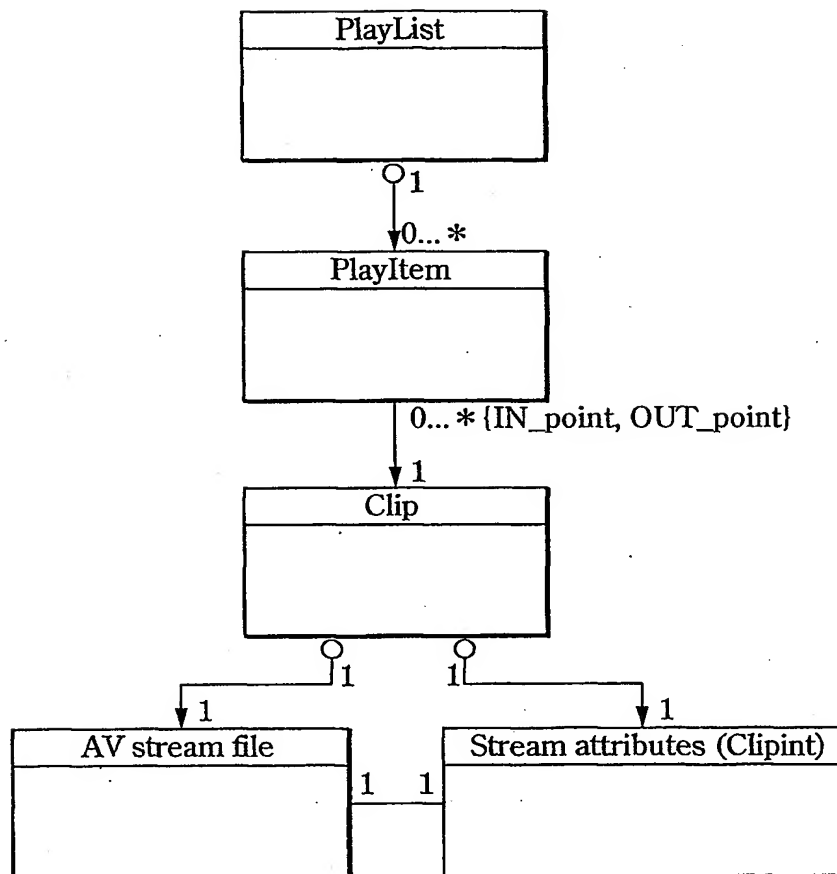 PlayList
1
0... *
PlayItem
0... * {IN_point, OUT_point}
1
Clip
1 1
1 1
AV stream file Stream attributes (Clipint)
1 1